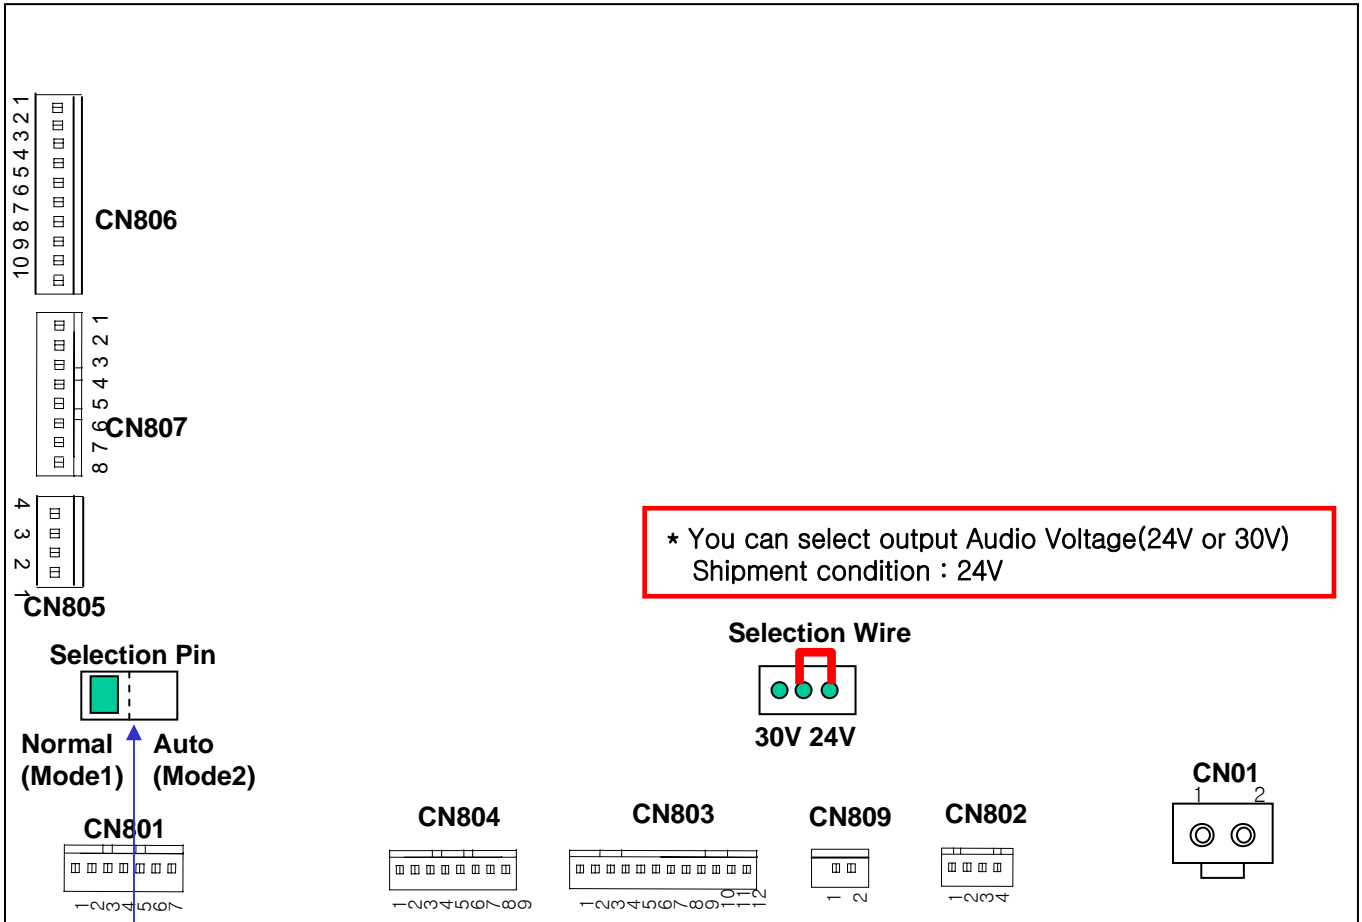 1
2
3
4
5
6
7
8
9
10
CN806
1
2
3
4
5
6
7
8
CN807
4
3
2
1
CN805
* You can select output Audio Voltage(24V or 30V)
Shipment condition : 24V
Selection Wire
30V 24V
Selection Pin
Normal Auto
(Mode1) (Mode2)
CN01
1 2
CN801
CN804
CN803
CN809
CN802
1 2 3 4 5 6 7
1 2 3 4 5 6 7 8 9
1 2 3 4 5 6 7 8 9 10 11 12
1 2
1 2 3 4